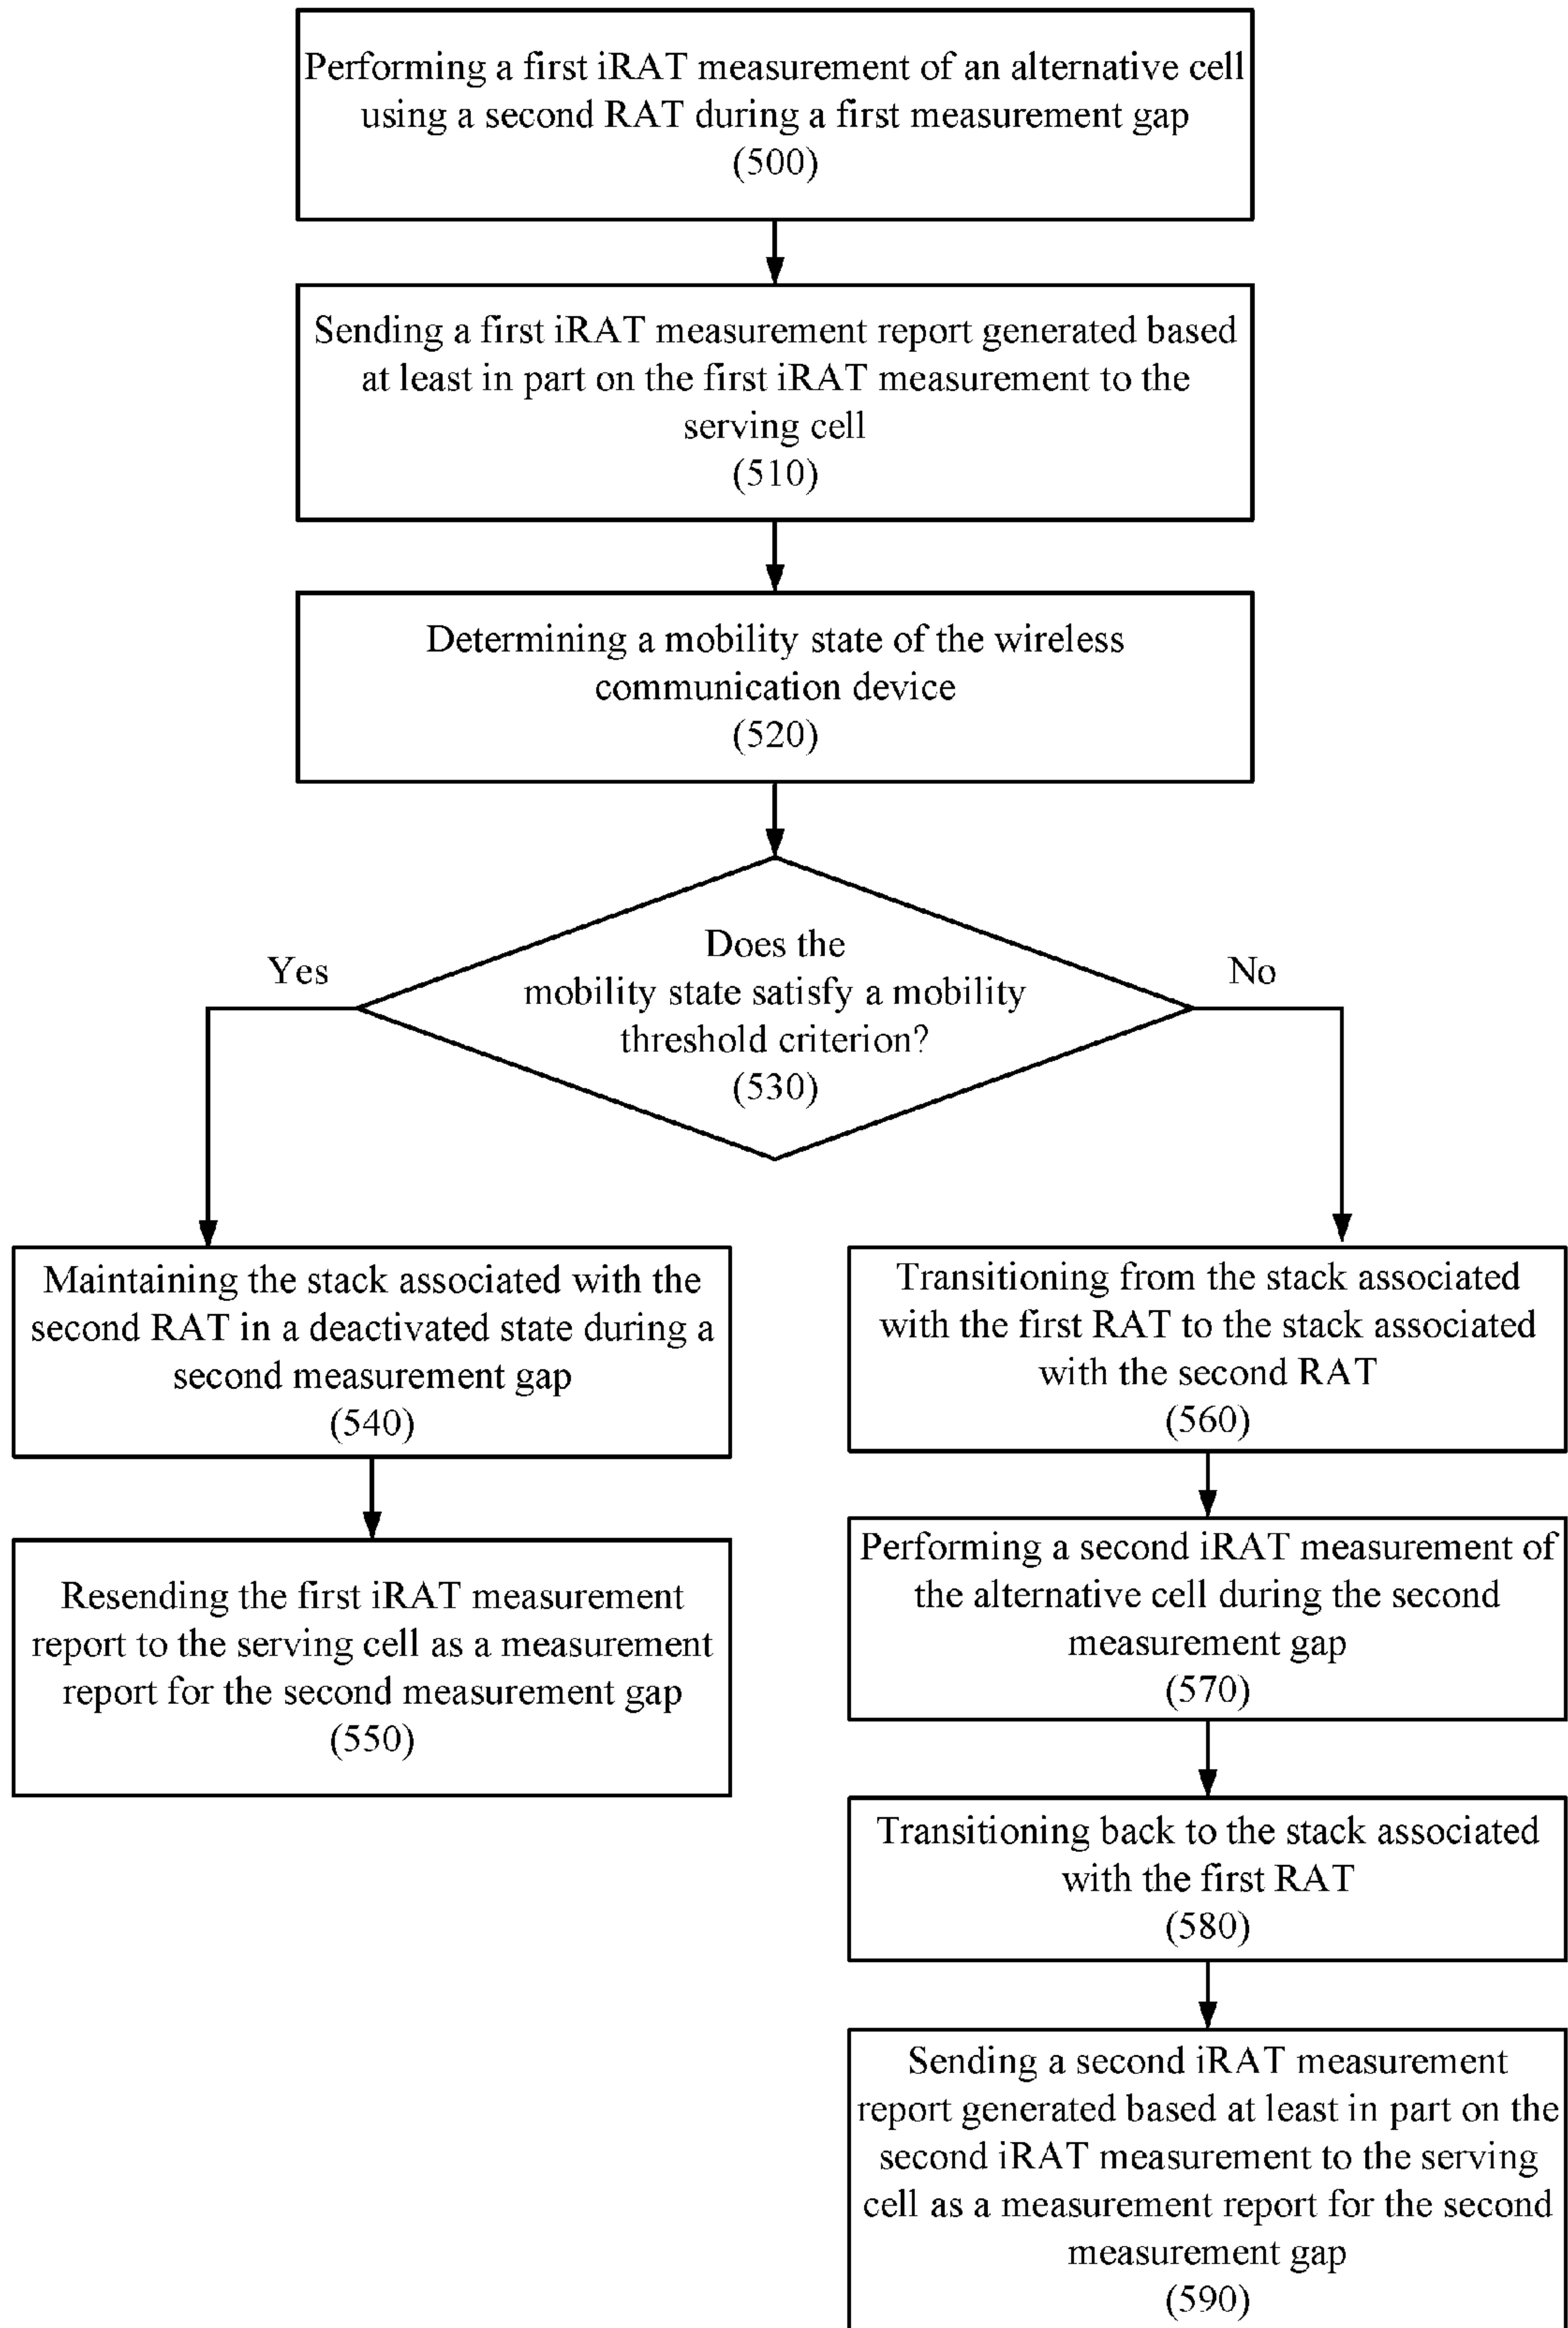 Performing a first iRAT measurement of an alternative cell
using a second RAT during a first measurement gap
(500)
Sending a first iRAT measurement report generated based
at least in part on the first iRAT measurement to the
serving cell
(510)
Determining a mobility state of the wireless
communication device
(520)
Does the
mobility state satisfy a mobility
threshold criterion?
(530)
Yes
No
Maintaining the stack associated with the
second RAT in a deactivated state during a
second measurement gap
(540)
Resending the first iRAT measurement
report to the serving cell as a measurement
report for the second measurement gap
(550)
Transitioning from the stack associated
with the first RAT to the stack associated
with the second RAT
(560)
Performing a second iRAT measurement of
the alternative cell during the second
measurement gap
(570)
Transitioning back to the stack associated
with the first RAT
(580)
Sending a second iRAT measurement
report generated based at least in part on the
second iRAT measurement to the serving
cell as a measurement report for the second
measurement gap
(590)